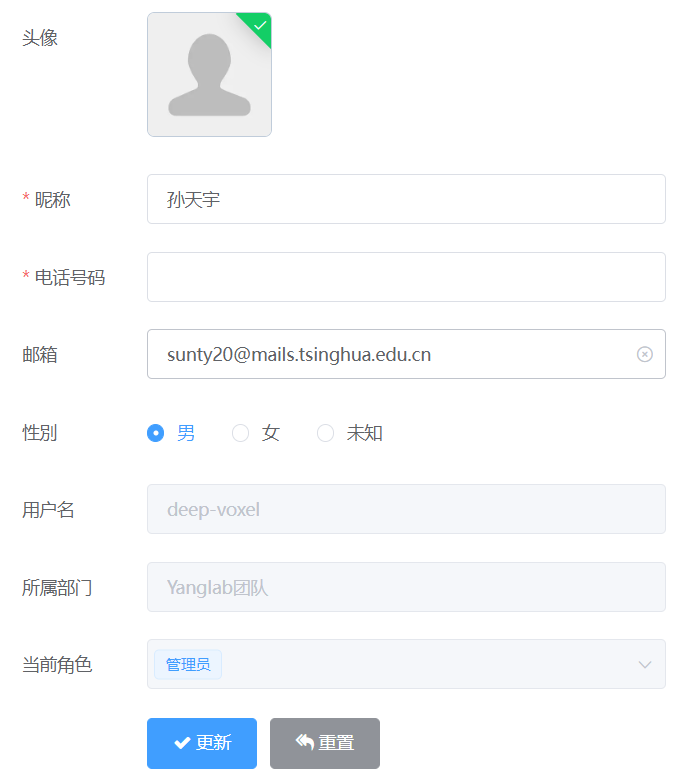 头像
* 昵称 孙天宇
* 电话号码
邮箱 sunty20@mails.tsinghua.edu.cn
性别 男 女 未知
用户名 deep-voxel
所属部门 Yanglab团队
当前角色 管理员
更新 重置